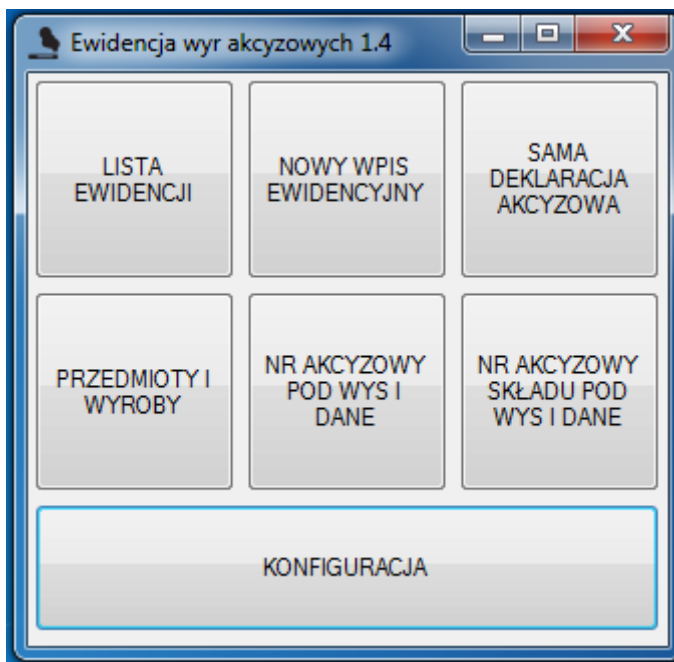 Ewidencja wyr akcyzowych 1.4
LISTA
EWIDENCJI
NOWY WPIS
EWIDENCYJNY
SAMA
DEKLARACJA
AKCYZOWA
PRZEDMIOTY I
WYROBY
NR AKCYZOWY
POD WYS I
DANE
NR AKCYZOWY
SKŁADU POD
WYS I DANE
KONFIGURACJA